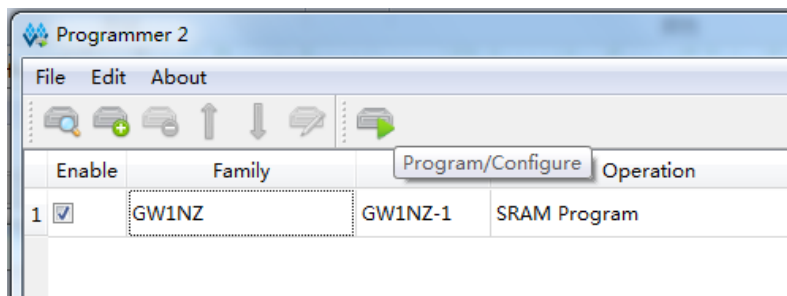 Programmer 2
File Edit About
Program/Configure
Enable Family Operation
1 GW1NZ GW1NZ-1 SRAM Program